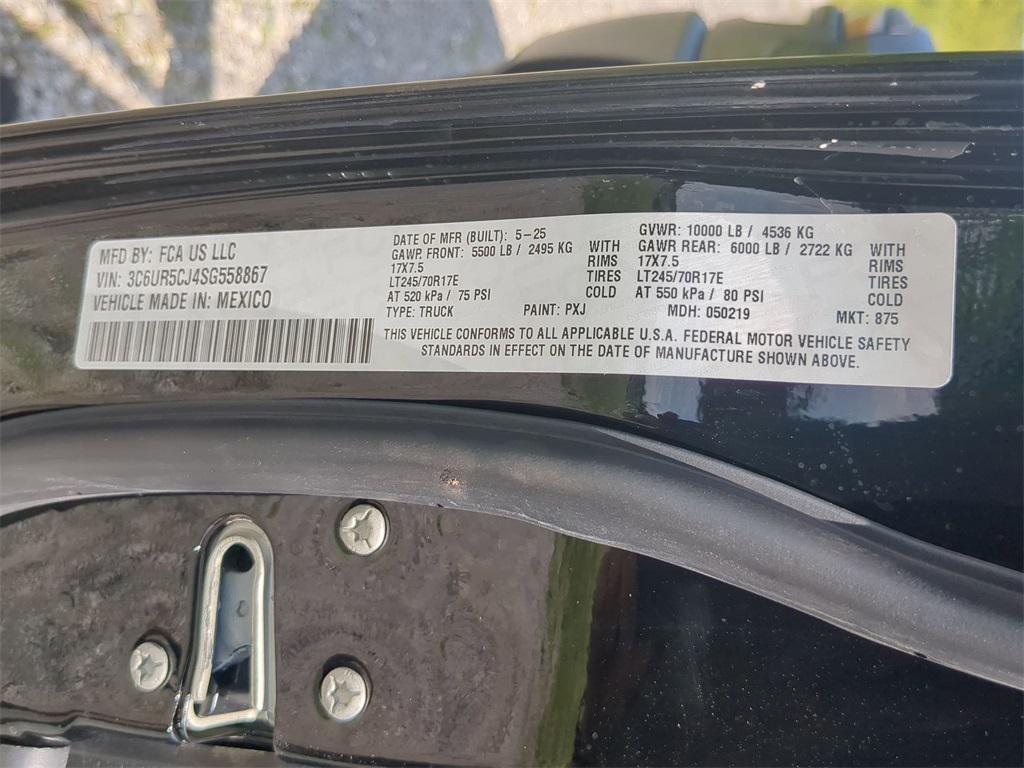 MFD BY: FCA US LLC
VIN: 3C6UR5CJ4SG558867
VEHICLE MADE IN: MEXICO
DATE OF MFR (BUILT): 5-25
GAWR FRONT: 5500 LB / 2495 KG WITH
17X7.5 RIMS
LT245/70R17E TIRES
AT 520 kPa / 75 PSI COLD
TYPE: TRUCK PAINT: PXJ
GVWR: 10000 LB / 4536 KG
GAWR REAR: 6000 LB / 2722 KG WITH
17X7.5 RIMS
LT245/70R17E TIRES
AT 550 kPa / 80 PSI COLD
MDH: 050219 MKT: 875
THIS VEHICLE CONFORMS TO ALL APPLICABLE U.S.A. FEDERAL MOTOR VEHICLE SAFETY
STANDARDS IN EFFECT ON THE DATE OF MANUFACTURE SHOWN ABOVE.